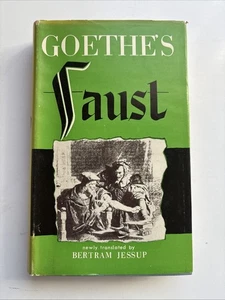 GOETHE'S
Faust
newly translated by
BERTRAM JESSUP